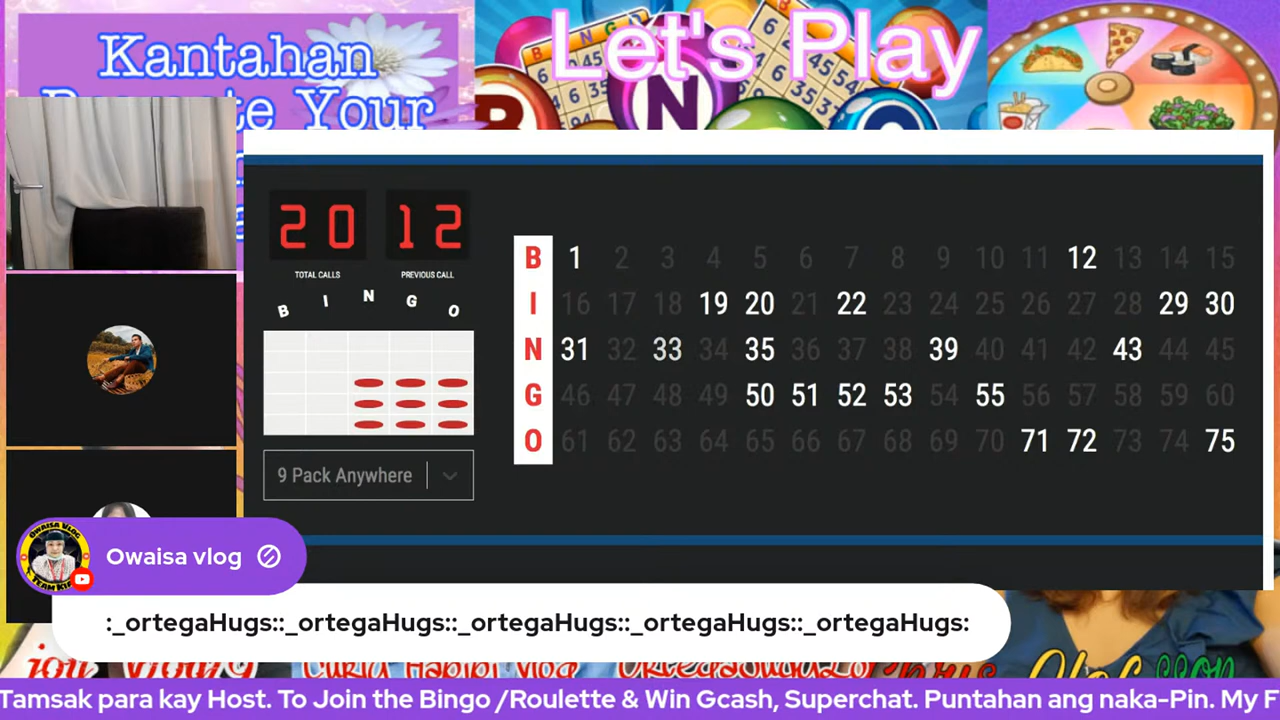 Kantahan
Let's Play
te Your
N
20 12
TOTAL CALLS PREVIOUS CALL
B I N G O
9 Pack Anywhere
B 1 2 3 4 5 6 7 8 9 10 11 12 13 14 15
I 16 17 18 19 20 21 22 23 24 25 26 27 28 29 30
N 31 32 33 34 35 36 37 38 39 40 41 42 43 44 45
G 46 47 48 49 50 51 52 53 54 55 56 57 58 59 60
O 61 62 63 64 65 66 67 68 69 70 71 72 73 74 75
Owaisa vlog
:_ortegaHugs::_ortegaHugs::_ortegaHugs::_ortegaHugs::_ortegaHugs:
Tamsak para kay Host. To Join the Bingo /Roulette & Win Gcash, Superchat. Puntahan ang naka-Pin. My F